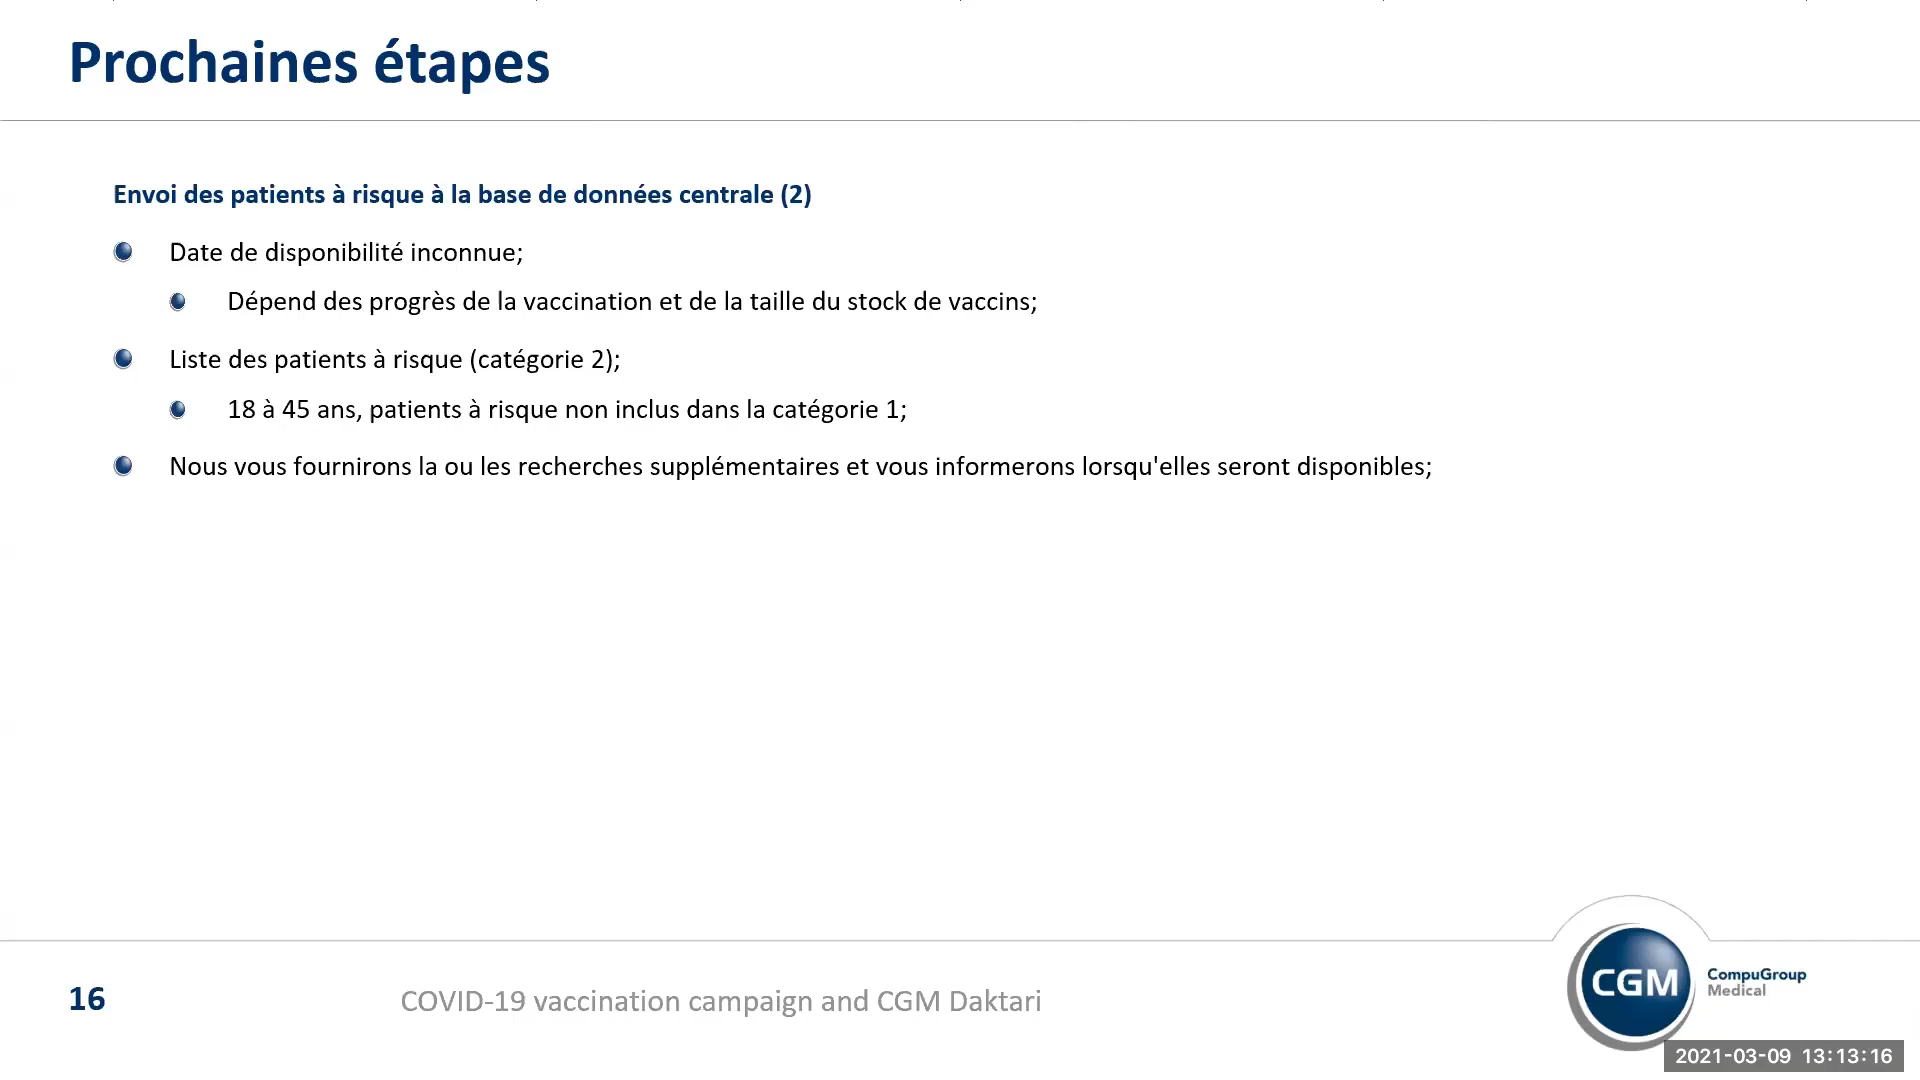 Prochaines étapes
Envoi des patients à risque à la base de données centrale (2)
Date de disponibilité inconnue;
Dépend des progrès de la vaccination et de la taille du stock de vaccins;
Liste des patients à risque (catégorie 2);
18 à 45 ans, patients à risque non inclus dans la catégorie 1;
Nous vous fournirons la ou les recherches supplémentaires et vous informerons lorsqu'elles seront disponibles;
16
COVID-19 vaccination campaign and CGM Daktari
CGM
CompuGroup
Medical
2021-03-09 13:13:16